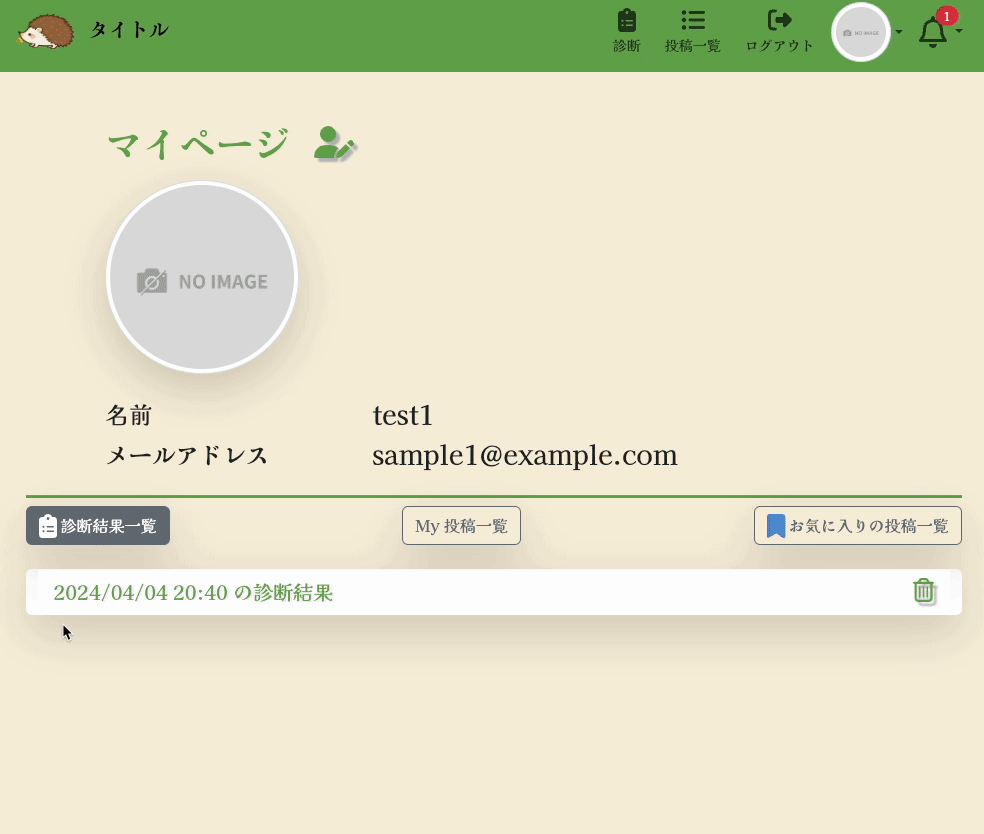 タイトル
診断
投稿一覧
ログアウト
NO IMAGE
1
マイページ
NO IMAGE
名前 test1
メールアドレス sample1@example.com
診断結果一覧 My 投稿一覧 お気に入りの投稿一覧
2024/04/04 20:40 の診断結果